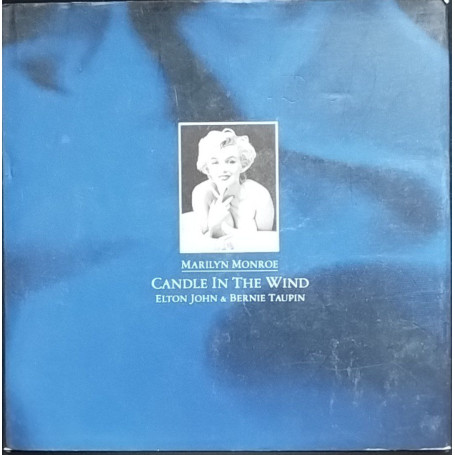 MARILYN MONROE
CANDLE IN THE WIND
ELTON JOHN & BERNIE TAUPIN